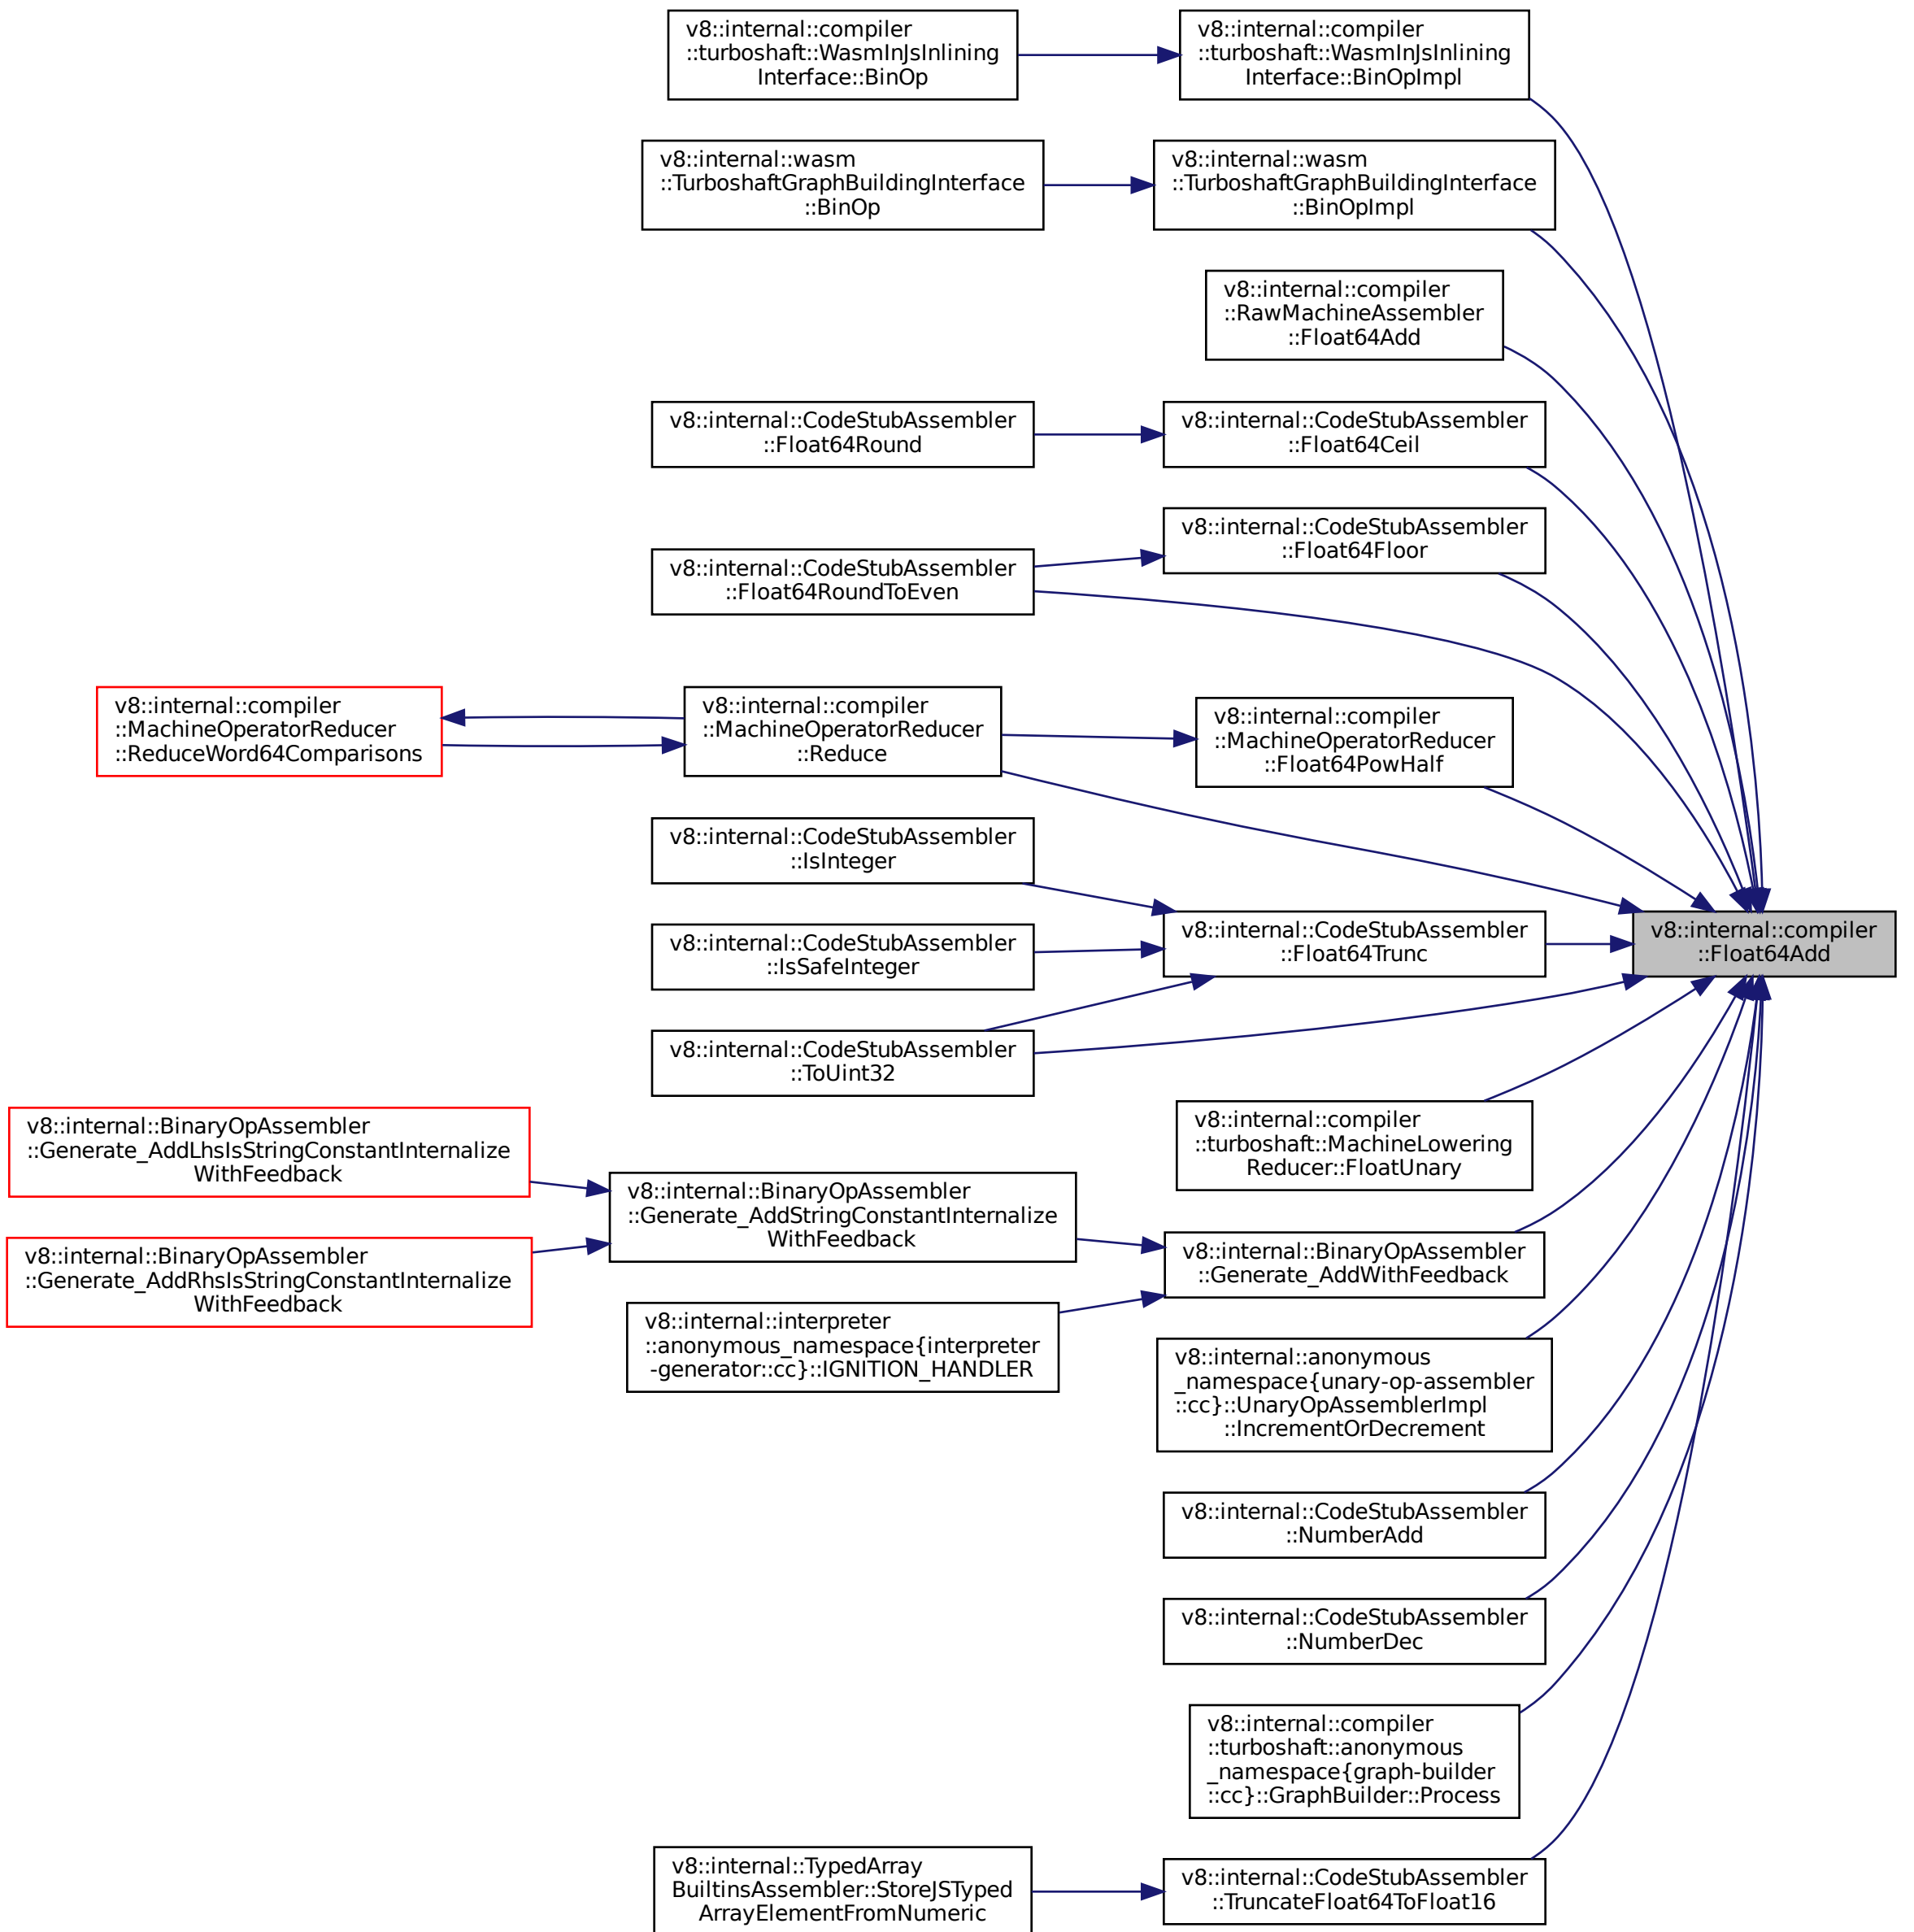 v8::internal::compiler
::turboshaft::WasmInJsInlining
Interface::BinOp
v8::internal::compiler
::turboshaft::WasmInJsInlining
Interface::BinOpImpl
v8::internal::wasm
::TurboshaftGraphBuildingInterface
::BinOp
v8::internal::wasm
::TurboshaftGraphBuildingInterface
::BinOpImpl
v8::internal::compiler
::RawMachineAssembler
::Float64Add
v8::internal::CodeStubAssembler
::Float64Round
v8::internal::CodeStubAssembler
::Float64Ceil
v8::internal::CodeStubAssembler
::Float64Floor
v8::internal::CodeStubAssembler
::Float64RoundToEven
v8::internal::compiler
::MachineOperatorReducer
::ReduceWord64Comparisons
v8::internal::compiler
::MachineOperatorReducer
::Reduce
v8::internal::compiler
::MachineOperatorReducer
::Float64PowHalf
v8::internal::CodeStubAssembler
::IsInteger
v8::internal::CodeStubAssembler
::IsSafeInteger
v8::internal::CodeStubAssembler
::Float64Trunc
v8::internal::compiler
::Float64Add
v8::internal::CodeStubAssembler
::ToUint32
v8::internal::compiler
::turboshaft::MachineLowering
Reducer::FloatUnary
v8::internal::BinaryOpAssembler
::Generate_AddLhsIsStringConstantInternalize
WithFeedback
v8::internal::BinaryOpAssembler
::Generate_AddStringConstantInternalize
WithFeedback
v8::internal::BinaryOpAssembler
::Generate_AddRhsIsStringConstantInternalize
WithFeedback
v8::internal::BinaryOpAssembler
::Generate_AddWithFeedback
v8::internal::interpreter
::anonymous_namespace{interpreter
-generator::cc}::IGNITION_HANDLER
v8::internal::anonymous
_namespace{unary-op-assembler
::cc}::UnaryOpAssemblerImpl
::IncrementOrDecrement
v8::internal::CodeStubAssembler
::NumberAdd
v8::internal::CodeStubAssembler
::NumberDec
v8::internal::compiler
::turboshaft::anonymous
_namespace{graph-builder
::cc}::GraphBuilder::Process
v8::internal::TypedArray
BuiltinsAssembler::StoreJSTyped
ArrayElementFromNumeric
v8::internal::CodeStubAssembler
::TruncateFloat64ToFloat16